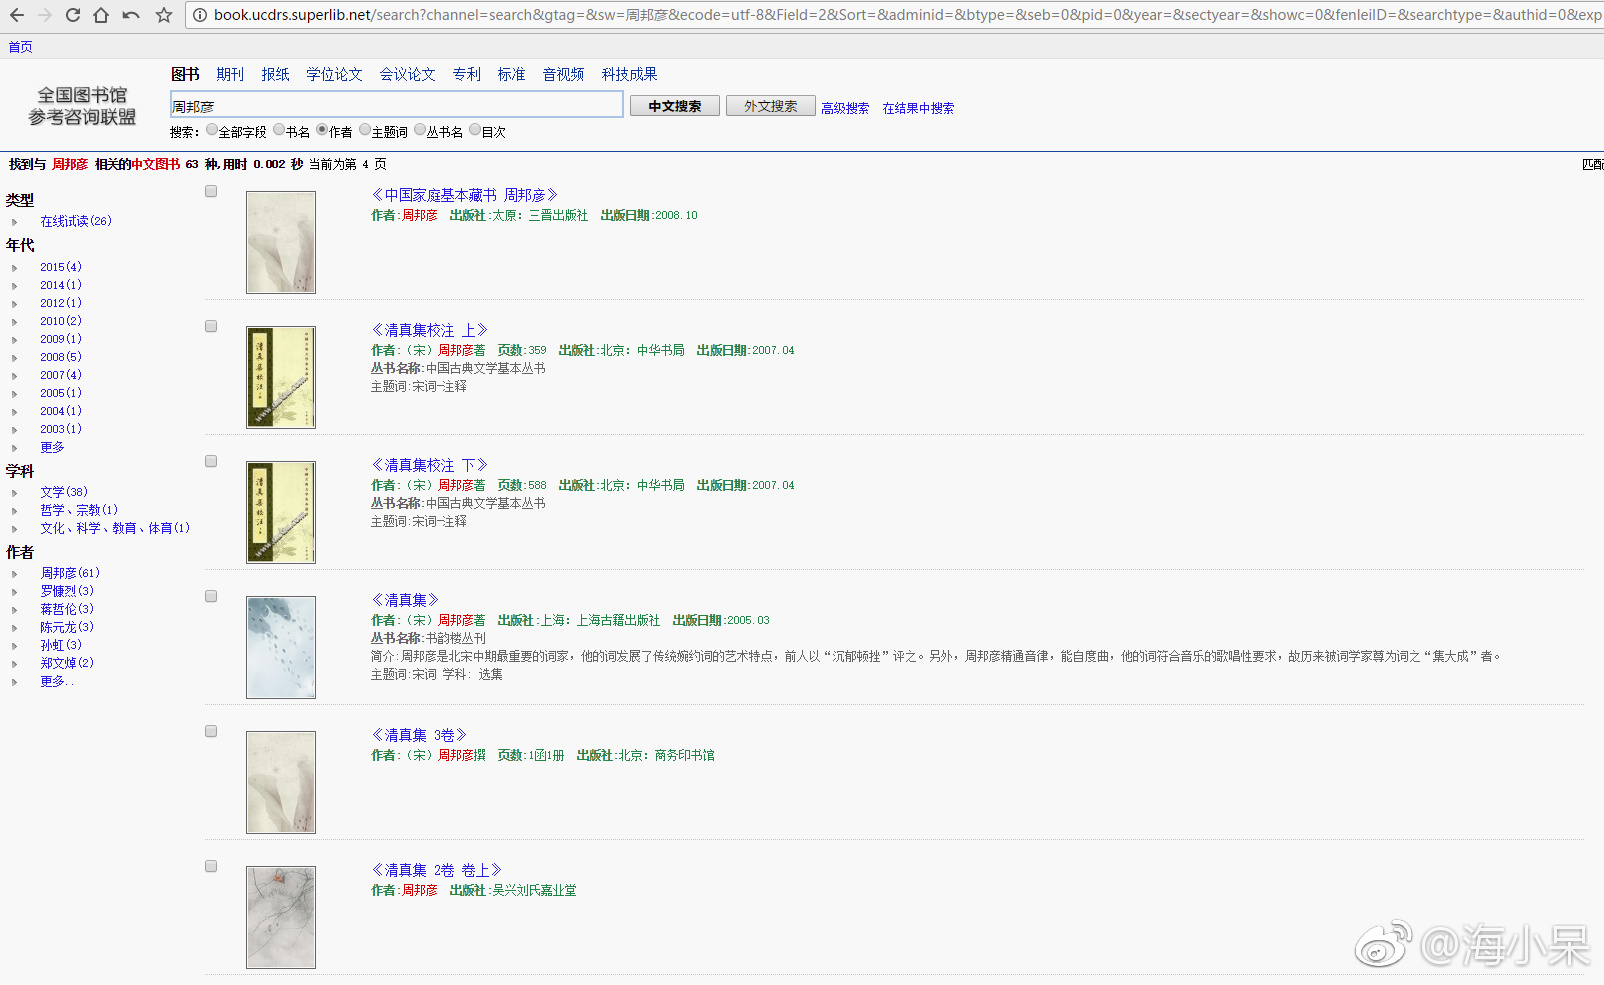 book.ucdrs.superlib.net/search?channel=search&gtag=&sw=周邦彦&ecode=utf-8&Field=2&Sort=&adminid=&btype=&seb=0&pid=0&year=&sectyear=&showc=0&fenleiID=&searchtype=&authid=0&exp
首页
全国图书馆
参考咨询联盟
图书 期刊 报纸 学位论文 会议论文 专利 标准 音视频 科技成果
周邦彦 中文搜索 外文搜索 高级搜索 在结果中搜索
搜索: 全部字段 书名 作者 主题词 丛书名 目次
找到与 周邦彦 相关的中文图书 63 种,用时 0.002 秒 当前为第 4 页
匹配
类型
在线试读(26)
年代
2015(4)
2014(1)
2012(1)
2010(2)
2009(1)
2008(5)
2007(4)
2005(1)
2004(1)
2003(1)
更多
学科
文学(38)
哲学、宗教(1)
文化、科学、教育、体育(1)
作者
周邦彦(61)
罗慷烈(3)
蒋哲伦(3)
陈元龙(3)
孙虹(3)
郑文焯(2)
更多..
《中国家庭基本藏书 周邦彦》
作者:周邦彦 出版社:太原: 三晋出版社 出版日期:2008.10
《清真集校注 上》
作者:(宋)周邦彦著 页数:359 出版社:北京: 中华书局 出版日期:2007.04
丛书名称:中国古典文学基本丛书
主题词:宋词-注释
《清真集校注 下》
作者:(宋)周邦彦著 页数:588 出版社:北京: 中华书局 出版日期:2007.04
丛书名称:中国古典文学基本丛书
主题词:宋词-注释
《清真集》
作者:(宋)周邦彦著 出版社:上海: 上海古籍出版社 出版日期:2005.03
丛书名称:书韵楼丛刊
简介:周邦彦是北宋中期最重要的词家，他的词发展了传统婉约词的艺术特点，前人以“沉郁顿挫”评之。另外，周邦彦精通音律，能自度曲，他的词符合音乐的歌唱性要求，故历来被词学家尊为词之“集大成”者。
主题词:宋词 学科: 选集
《清真集 3卷》
作者:(宋)周邦彦撰 页数:1函1册 出版社:北京: 商务印书馆
《清真集 2卷 卷上》
作者:周邦彦 出版社:吴兴刘氏嘉业堂
@海小呆